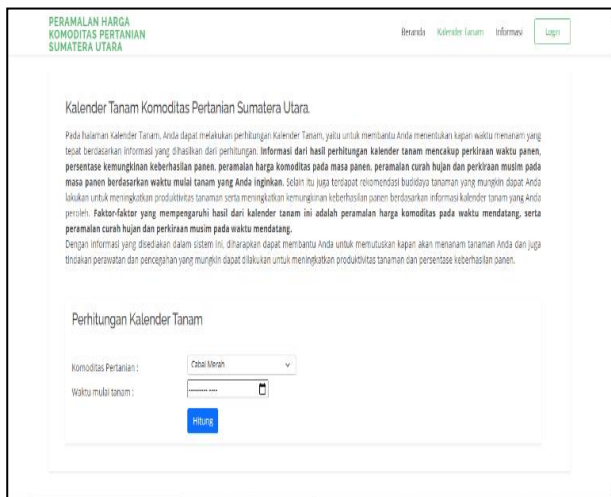 PERAMALAN HARGA
KOMODITAS PERTANIAN
SUMATERA UTARA
Beranda Kalender Tanam Informasi Login
Kalender Tanam Komoditas Pertanian Sumatera Utara.
Pada halaman Kalender Tanam, Anda dapat melakukan perhitungan Kalender Tanam, yaitu untuk membantu Anda menentukan kapan waktu menanam yang
tepat berdasarkan informasi yang dihasilkan dari perhitungan. Informasi dari hasil perhitungan kalender tanam mencakup perkiraan waktu panen,
persentase kemungkinan keberhasilan panen, peramalan harga komoditas pada masa panen, peramalan curah hujan dan perkiraan musim pada
masa panen berdasarkan waktu mulai tanam yang Anda inginkan. Selain itu juga terdapat rekomendasi budidaya tanaman yang mungkin dapat Anda
lakukan untuk meningkatkan produktivitas tanaman serta meningkatkan kemungkinan keberhasilan panen berdasarkan informasi kalender tanam yang Anda
peroleh. Faktor-faktor yang mempengaruhi hasil dari kalender tanam ini adalah peramalan harga komoditas pada waktu mendatang, serta
peramalan curah hujan dan perkiraan musim pada waktu mendatang.
Dengan informasi yang disediakan dalam sistem ini, diharapkan dapat membantu Anda untuk memutuskan kapan akan menanam tanaman Anda dan juga
tindakan perawatan dan pencegahan yang mungkin dapat dilakukan untuk meningkatkan produktivitas tanaman dan persentase keberhasilan panen.
Perhitungan Kalender Tanam
Komoditas Pertanian : Cabai Merah
Waktu mulai tanam : --------- ----
Hitung